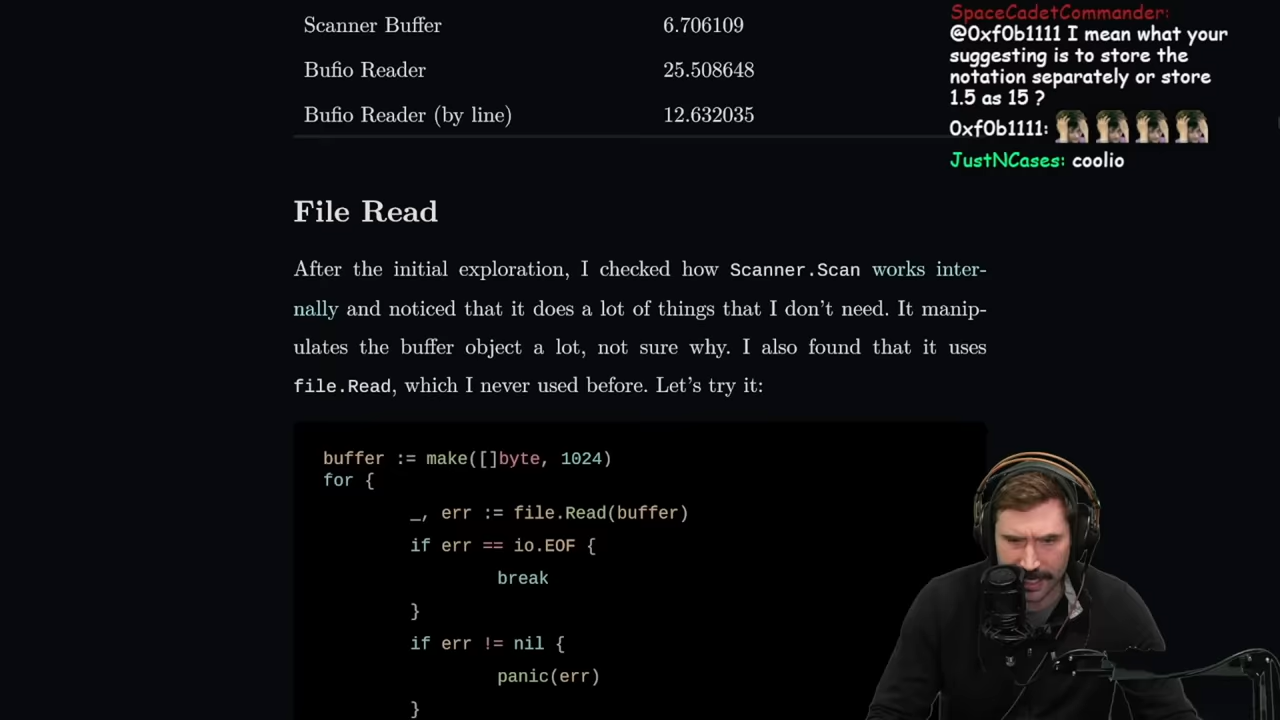 Scanner Buffer 6.706109
Bufio Reader 25.508648
Bufio Reader (by line) 12.632035
File Read
After the initial exploration, I checked how Scanner.Scan works inter-
nally and noticed that it does a lot of things that I don't need. It manip-
ulates the buffer object a lot, not sure why. I also found that it uses
file.Read, which I never used before. Let's try it:
buffer := make([]byte, 1024)
for {
_, err := file.Read(buffer)
if err == io.EOF {
break
}
if err != nil {
panic(err)
}
SpaceCadetCommander:
@0xf0b1111 I mean what your
suggesting is to store the
notation separately or store
1.5 as 15 ?
0xf0b1111:
JustNCases: coolio